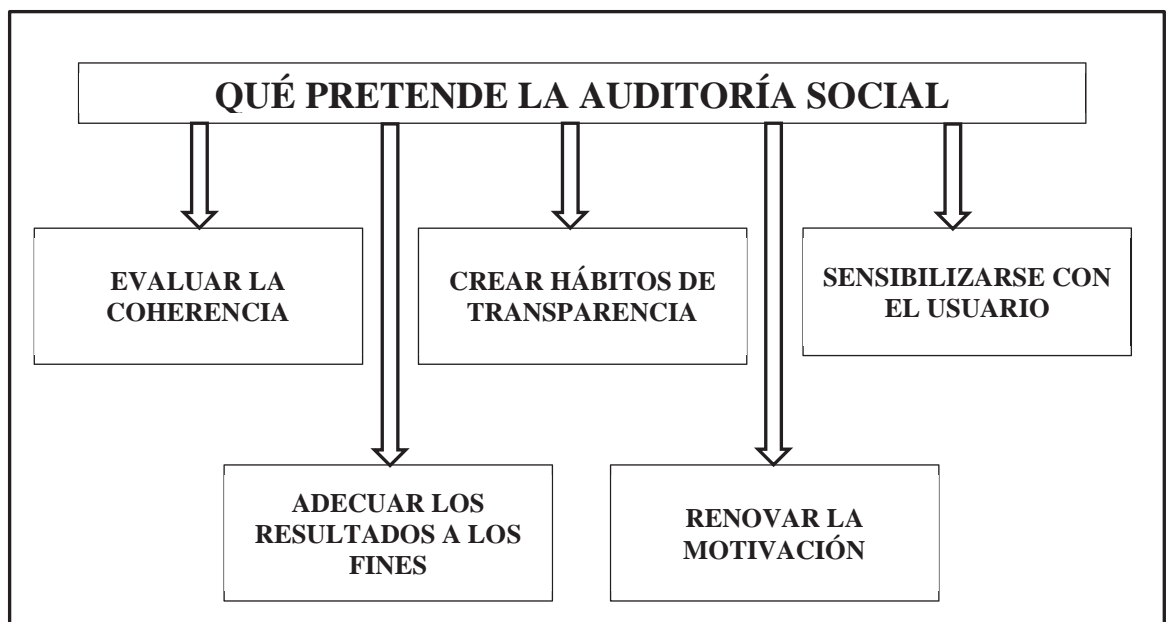 QUÉ PRETENDE LA AUDITORÍA SOCIAL
EVALUAR LA
COHERENCIA
CREAR HÁBITOS DE
TRANSPARENCIA
SENSIBILIZARSE CON
EL USUARIO
ADECUAR LOS
RESULTADOS A LOS
FINES
RENOVAR LA
MOTIVACIÓN